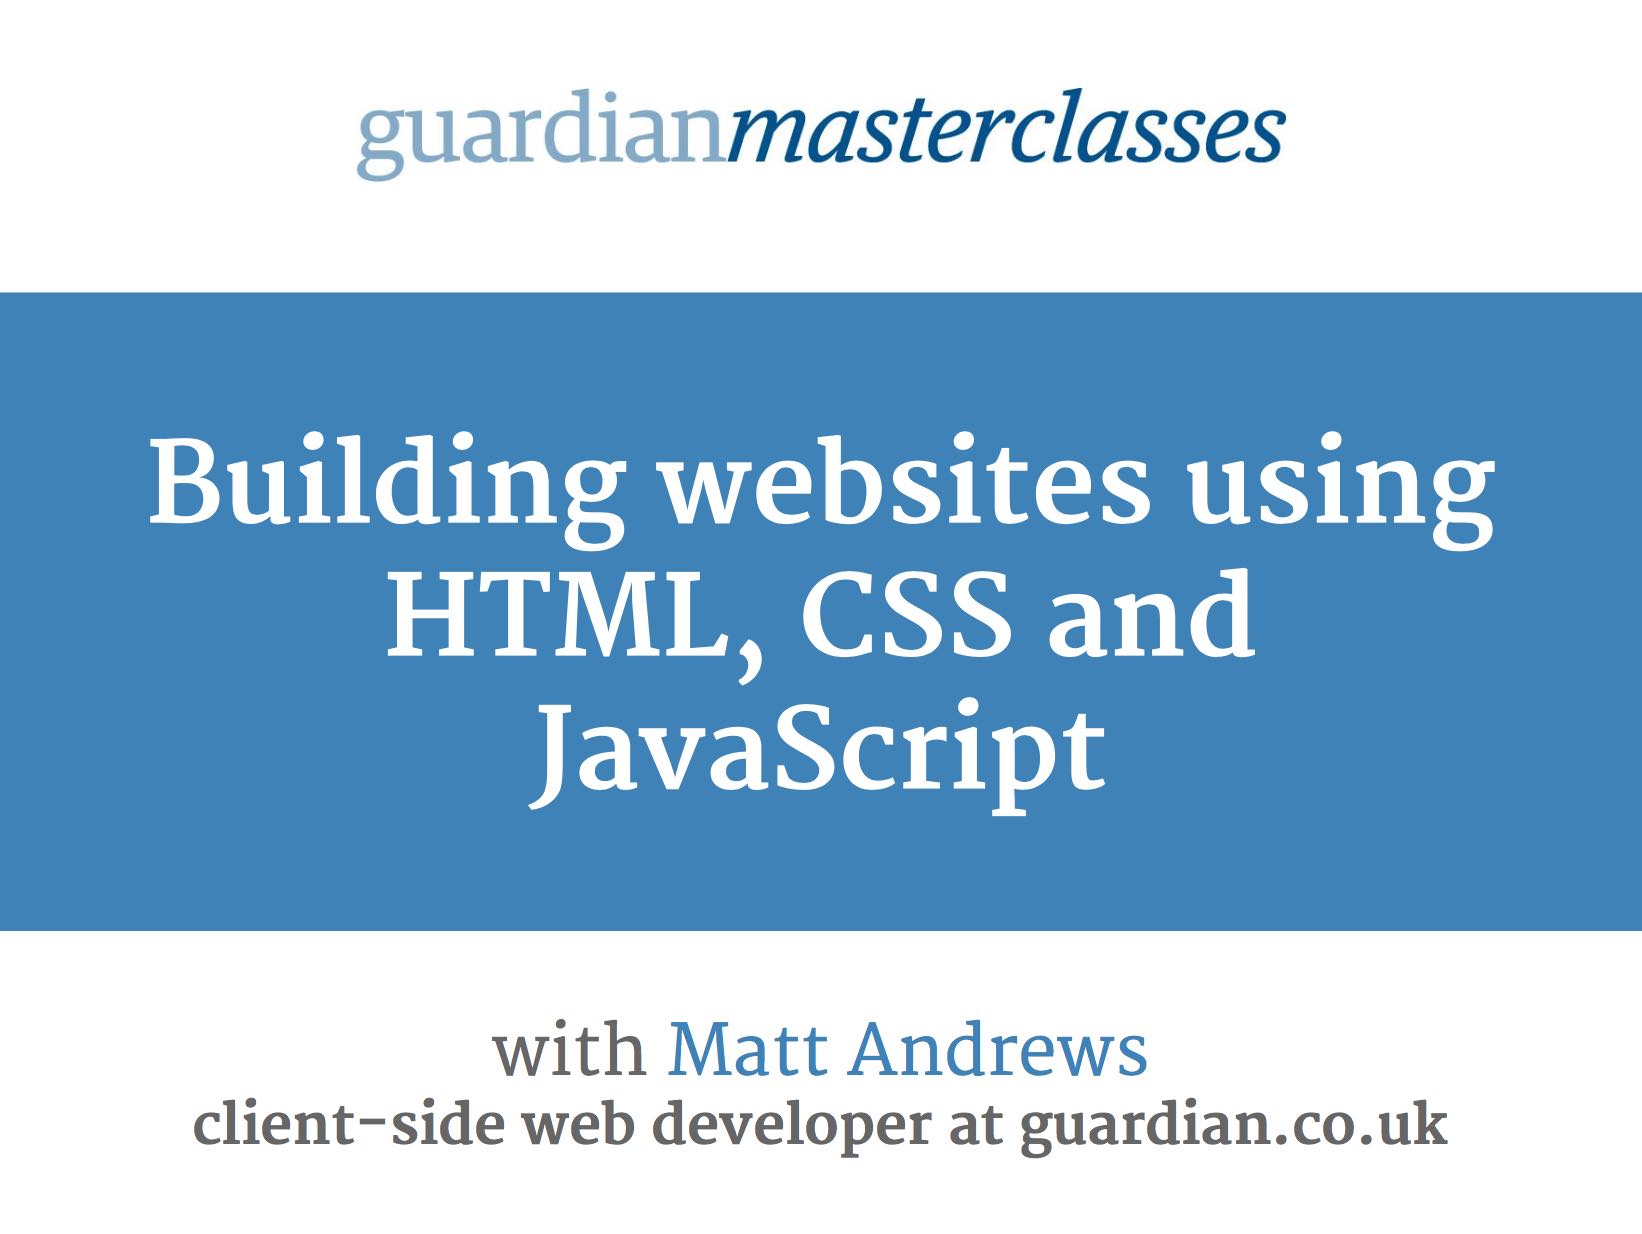 guardianmasterclasses
Building websites using
HTML, CSS and
JavaScript
with Matt Andrews
client-side web developer at guardian.co.uk